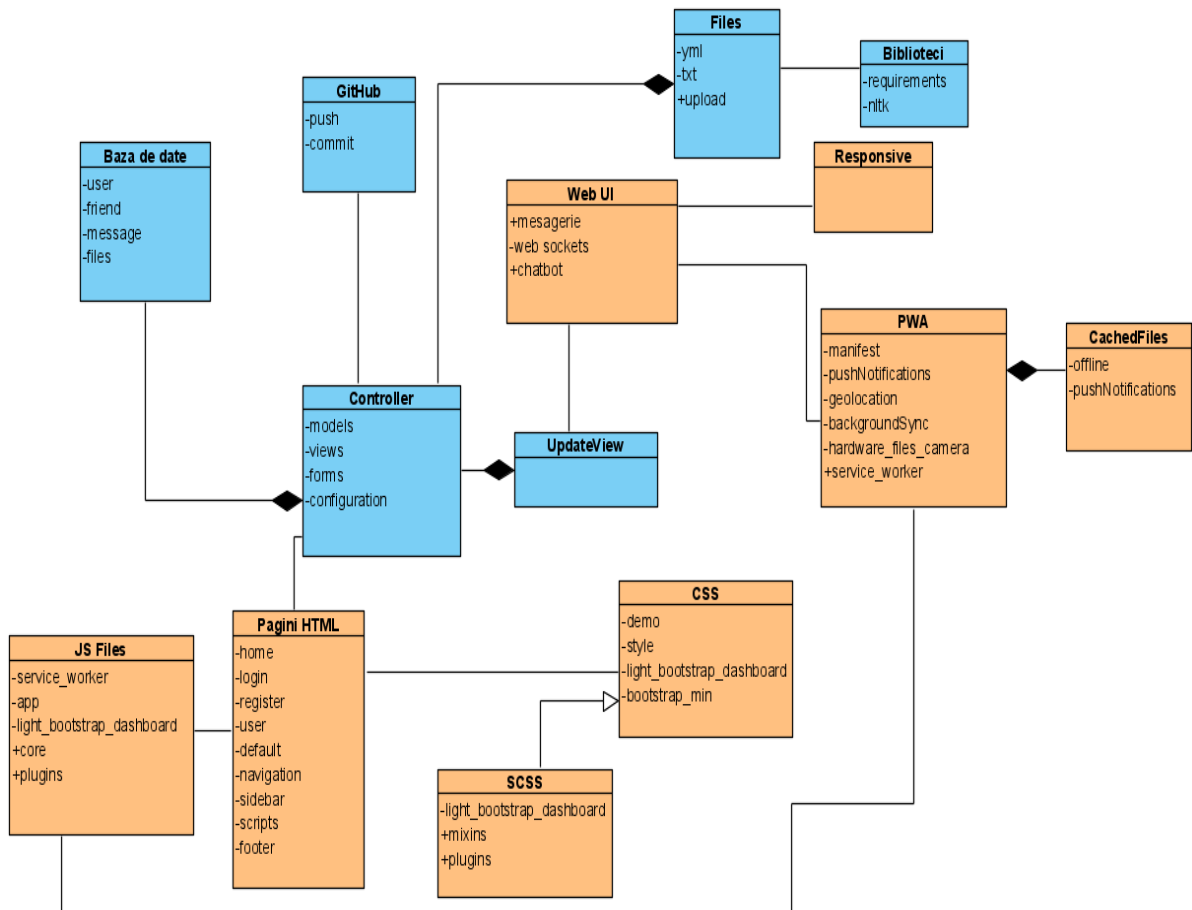 Files
-yml
-txt
+upload
Biblioteci
-requirements
-nltk
GitHub
-push
-commit
Baza de date
-user
-friend
-message
-files
Responsive
Web UI
+mesagerie
-web sockets
+chatbot
PWA
-manifest
-pushNotifications
-geolocation
-backgroundSync
-hardware_files_camera
+service_worker
CachedFiles
-offline
-pushNotifications
Controller
-models
-views
-forms
-configuration
UpdateView
CSS
-demo
-style
-light_bootstrap_dashboard
-bootstrap_min
Pagini HTML
-home
-login
-register
-user
-default
-navigation
-sidebar
-scripts
-footer
JS Files
-service_worker
-app
-light_bootstrap_dashboard
+core
+plugins
SCSS
-light_bootstrap_dashboard
+mixins
+plugins